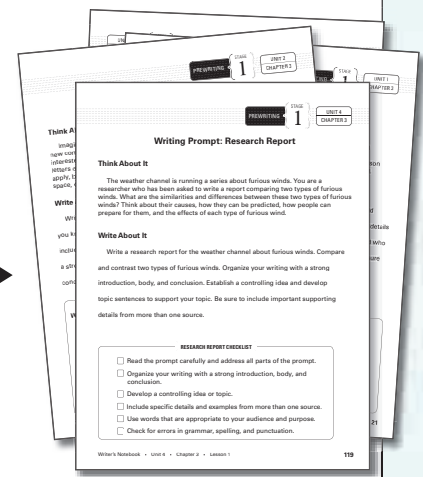 UNIT 2
CHAPTER 3
STAGE
PREWRITING 1
UNIT 1
CHAPTER 3
STAGE
PREWRITING 1
UNIT 4
CHAPTER 3
Writing Prompt: Research Report
Think About It
The weather channel is running a series about furious winds. You are a
researcher who has been asked to write a report comparing two types of furious
winds. What are the similarities and differences between these two types of furious
winds? Think about their causes, how they can be predicted, how people can
prepare for them, and the effects of each type of furious wind.
Write About It
Write a research report for the weather channel about furious winds. Compare
and contrast two types of furious winds. Organize your writing with a strong
introduction, body, and conclusion. Establish a controlling idea and develop
topic sentences to support your topic. Be sure to include important supporting
details from more than one source.
RESEARCH REPORT CHECKLIST
Read the prompt carefully and address all parts of the prompt.
Organize your writing with a strong introduction, body, and
conclusion.
Develop a controlling idea or topic.
Include specific details and examples from more than one source.
Use words that are appropriate to your audience and purpose.
Check for errors in grammar, spelling, and punctuation.
Writer's Notebook • Unit 4 • Chapter 3 • Lesson 1 119
Think A
new con
space,
Write
you k
inclu
a str
conc
details
who
21